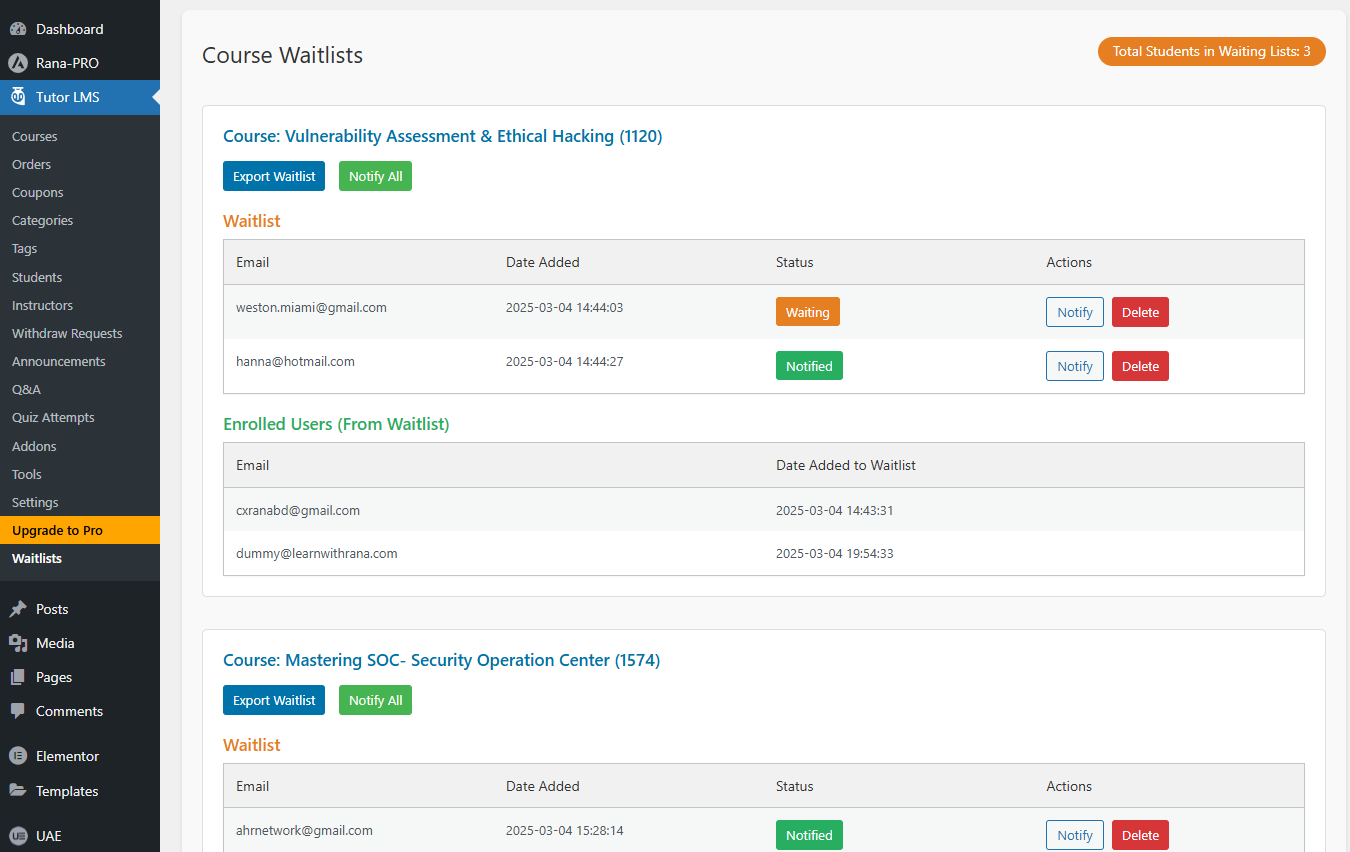 Dashboard
Rana-PRO
Tutor LMS
Courses
Orders
Coupons
Categories
Tags
Students
Instructors
Withdraw Requests
Announcements
Q&A
Quiz Attempts
Addons
Tools
Settings
Upgrade to Pro
Waitlists
Posts
Media
Pages
Comments
Elementor
Templates
UAE
Course Waitlists
Total Students in Waiting Lists: 3
Course: Vulnerability Assessment & Ethical Hacking (1120)
Export Waitlist Notify All
Waitlist
Email Date Added Status Actions
weston.miami@gmail.com 2025-03-04 14:44:03 Waiting Notify Delete
hanna@hotmail.com 2025-03-04 14:44:27 Notified Notify Delete
Enrolled Users (From Waitlist)
Email Date Added to Waitlist
cxranabd@gmail.com 2025-03-04 14:43:31
dummy@learnwithrana.com 2025-03-04 19:54:33
Course: Mastering SOC- Security Operation Center (1574)
Export Waitlist Notify All
Waitlist
Email Date Added Status Actions
ahrnetwork@gmail.com 2025-03-04 15:28:14 Notified Notify Delete